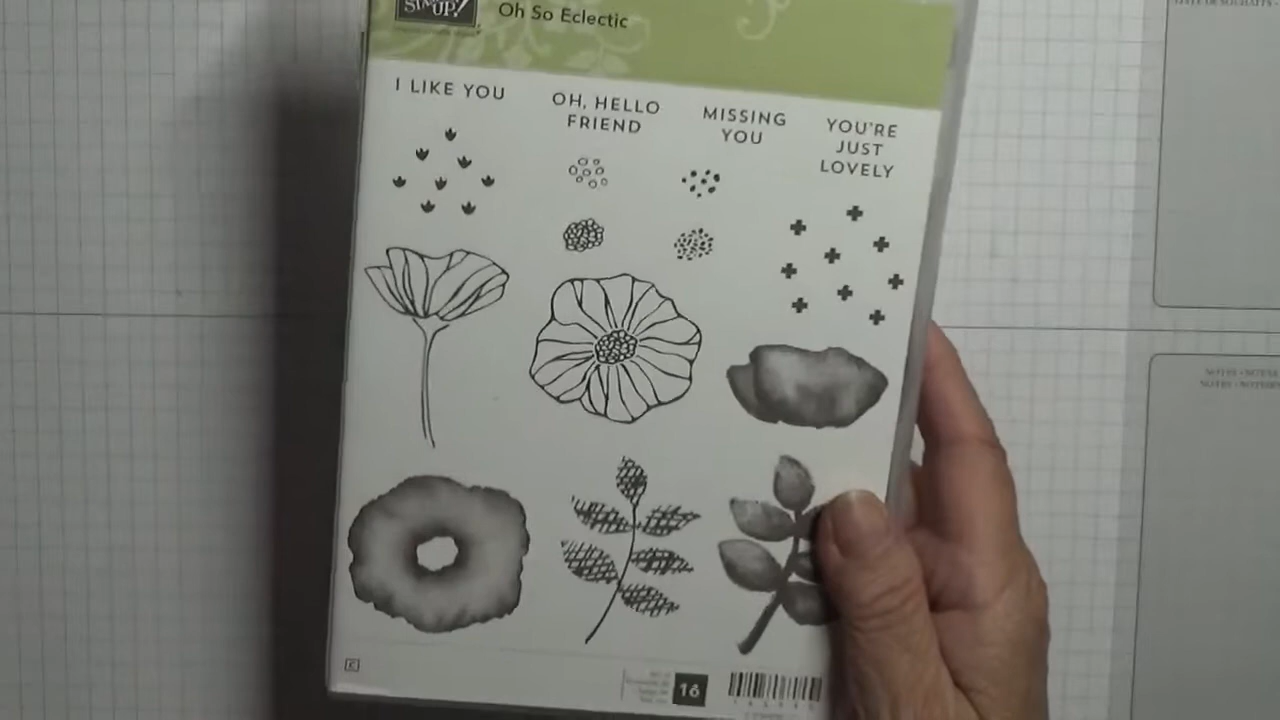 STAMPIN' UP!
Oh So Eclectic
I LIKE YOU
OH, HELLO
FRIEND
MISSING
YOU
YOU'RE
JUST
LOVELY
16